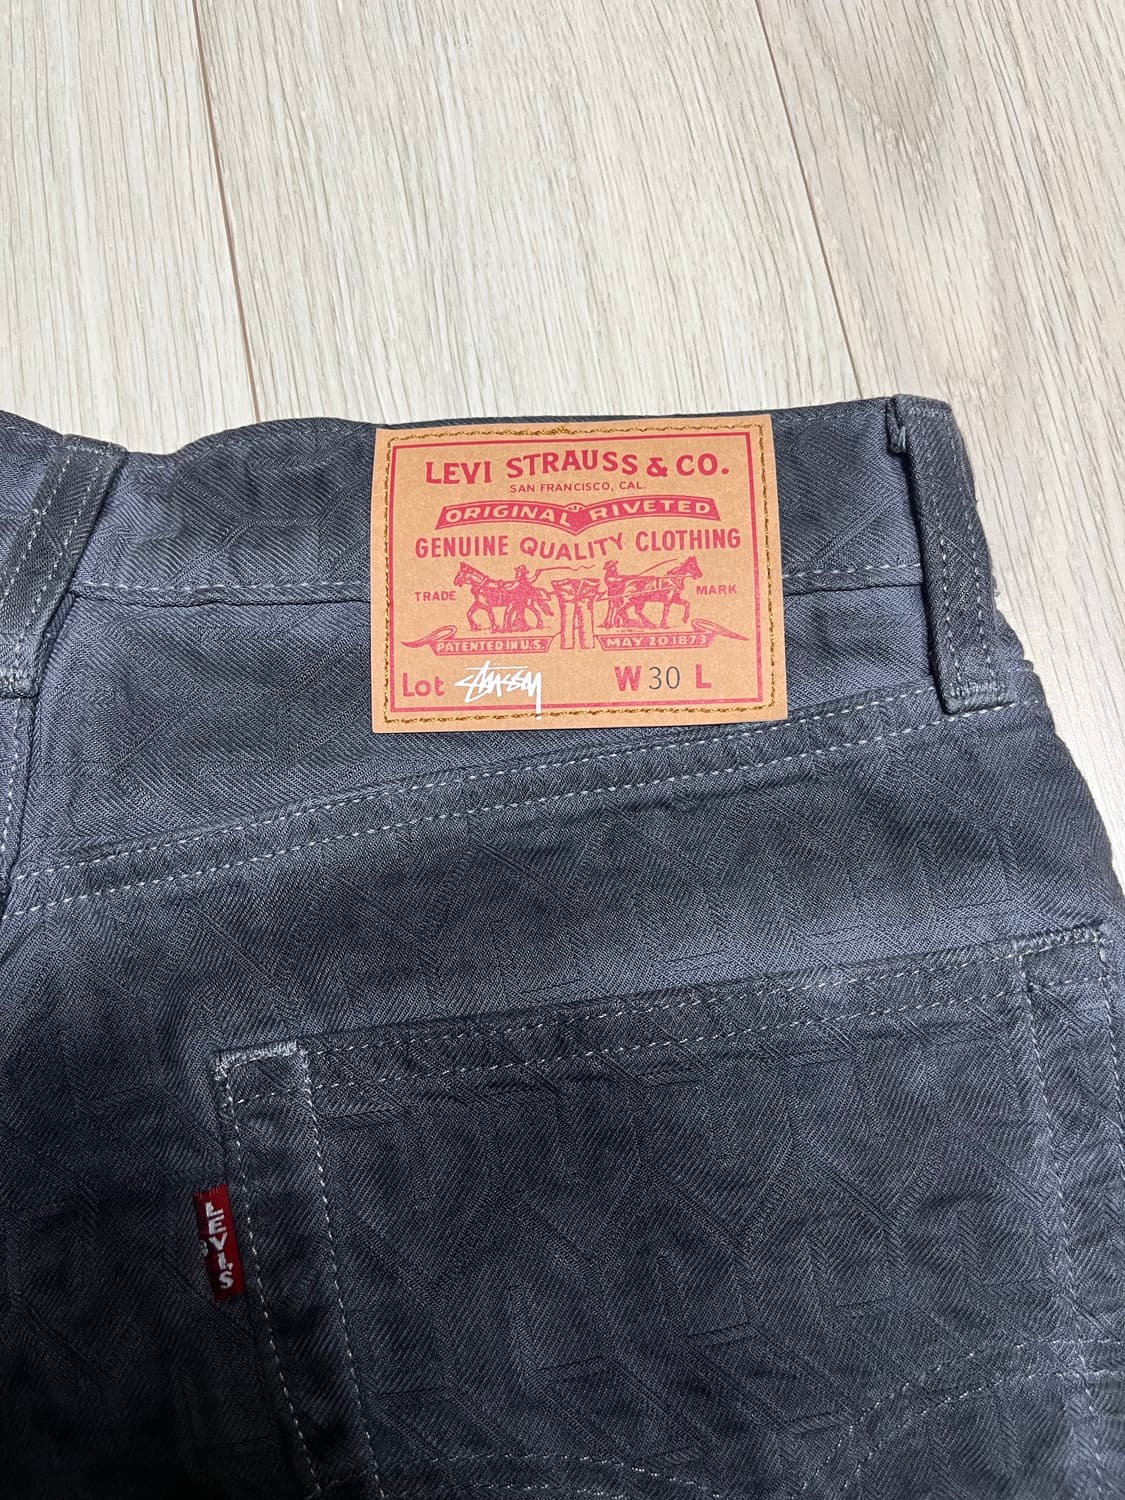 LEVI STRAUSS & CO.
SAN FRANCISCO, CAL.
ORIGINAL RIVETED
GENUINE QUALITY CLOTHING
TRADE MARK
PATENTED IN U.S. MAY 20 1873
Lot Stüssy W 30 L
LEVI'S